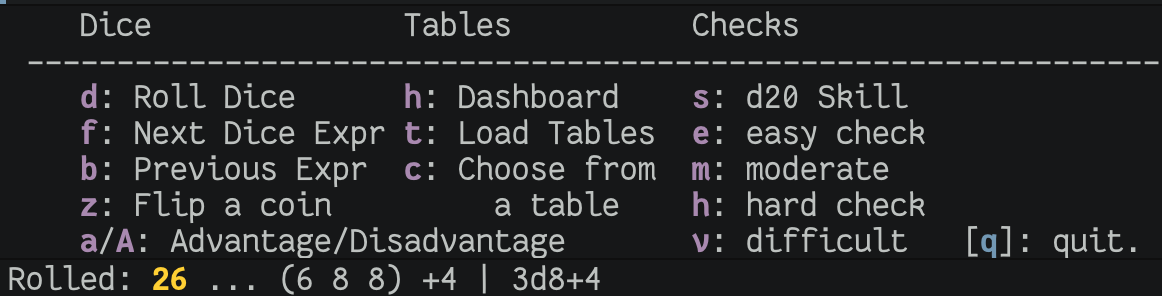 Dice Tables Checks
---------------------------------------------------------------
d: Roll Dice h: Dashboard s: d20 Skill
f: Next Dice Expr t: Load Tables e: easy check
b: Previous Expr c: Choose from m: moderate
z: Flip a coin a table h: hard check
a/A: Advantage/Disadvantage v: difficult [q]: quit.
Rolled: 26 ... (6 8 8) +4 | 3d8+4